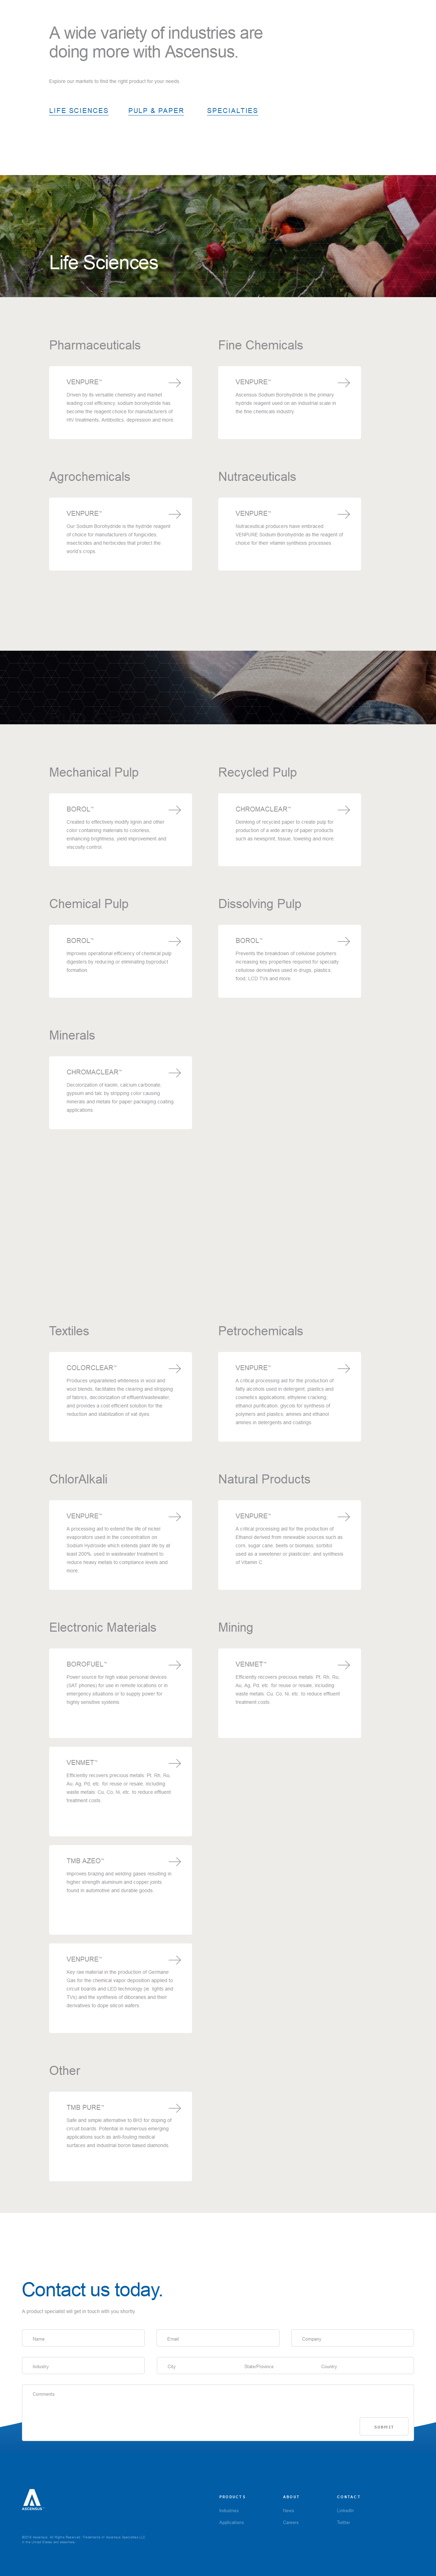 A wide variety of industries are
doing more with Ascensus.
Explore our markets to find the right product for your needs.
LIFE SCIENCES
PULP & PAPER
SPECIALTIES
Life Sciences
Pharmaceuticals
VENPURE™
Driven by its versatile chemistry and market
leading cost efficiency, sodium borohydride has
become the reagent choice for manufacturers of
HIV treatments, Antibiotics, depression and more.
Fine Chemicals
VENPURE™
Ascensus Sodium Borohydride is the primary
hydride reagent used on an industrial scale in
the fine chemicals industry.
Agrochemicals
VENPURE™
Our Sodium Borohydride is the hydride reagent
of choice for manufacturers of fungicides,
insecticides and herbicides that protect the
world's crops.
Nutraceuticals
VENPURE™
Nutraceutical producers have embraced
VENPURE Sodium Borohydride as the reagent of
choice for their vitamin synthesis processes.
Mechanical Pulp
BOROL™
Created to effectively modify lignin and other
color containing materials to colorless,
enhancing brightness, yield improvement and
viscosity control.
Recycled Pulp
CHROMACLEAR™
Deinking of recycled paper to create pulp for
production of a wide array of paper products
such as newsprint, tissue, toweling and more.
Chemical Pulp
BOROL™
Improves operational efficiency of chemical pulp
digesters by reducing or eliminating byproduct
formation.
Dissolving Pulp
BOROL™
Prevents the breakdown of cellulose polymers
increasing key properties required for specialty
cellulose derivatives used in drugs, plastics,
food, LCD TVs and more.
Minerals
CHROMACLEAR™
Decolorization of kaolin, calcium carbonate,
gypsum and talc by stripping color causing
minerals and metals for paper packaging coating
applications.
Textiles
COLORCLEAR™
Produces unparalleled whiteness in wool and
wool blends, facilitates the clearing and stripping
of fabrics, decolorization of effluent/wastewater,
and provides a cost efficient solution for the
reduction and stabilization of vat dyes.
Petrochemicals
VENPURE™
A critical processing aid for the production of
fatty alcohols used in detergent, plastics and
cosmetics applications, ethylene cracking,
ethanol purification, glycols for synthesis of
polymers and plastics, amines and ethanol
amines in detergents and coatings.
ChlorAlkali
VENPURE™
A processing aid to extend the life of nickel
evaporators used in the concentration on
Sodium Hydroxide which extends plant life by at
least 200%, used in wastewater treatment to
reduce heavy metals to compliance levels and
more.
Natural Products
VENPURE™
A critical processing aid for the production of
Ethanol derived from renewable sources such as
corn, sugar cane, beets or biomass, sorbitol
used as a sweetener or plasticizer, and synthesis
of Vitamin C.
Electronic Materials
BOROFUEL™
Power source for high value personal devices
(SAT phones) for use in remote locations or in
emergency situations or to supply power for
highly sensitive systems.
Mining
VENMET™
Efficiently recovers precious metals, Pt, Rh, Ru,
Au, Ag, Pd, etc. for reuse or resale, including
waste metals: Cu, Co, Ni, etc. to reduce effluent
treatment costs.
VENMET™
Efficiently recovers precious metals, Pt, Rh, Ru,
Au, Ag, Pd, etc. for reuse or resale, including
waste metals: Cu, Co, Ni, etc. to reduce effluent
treatment costs.
TMB AZEO™
Improves brazing and welding gases resulting in
higher strength aluminum and copper joints
found in automotive and durable goods.
VENPURE™
Key raw material in the production of Germane
Gas for the chemical vapor deposition applied to
circuit boards and LED technology (ie. lights and
TVs) and the synthesis of diboranes and their
derivatives to dope silicon wafers.
Other
TMB PURE™
Safe and simple alternative to BH3 for doping of
circuit boards. Potential in numerous emerging
applications such as anti-fouling medical
surfaces and industrial boron based diamonds.
Contact us today.
A product specialist will get in touch with you shortly.
Name
Email
Company
Industry
City
State/Province
Country
Comments
SUBMIT
ASCENSUS
PRODUCTS
Industries
Applications
ABOUT
News
Careers
CONTACT
LinkedIn
Twitter